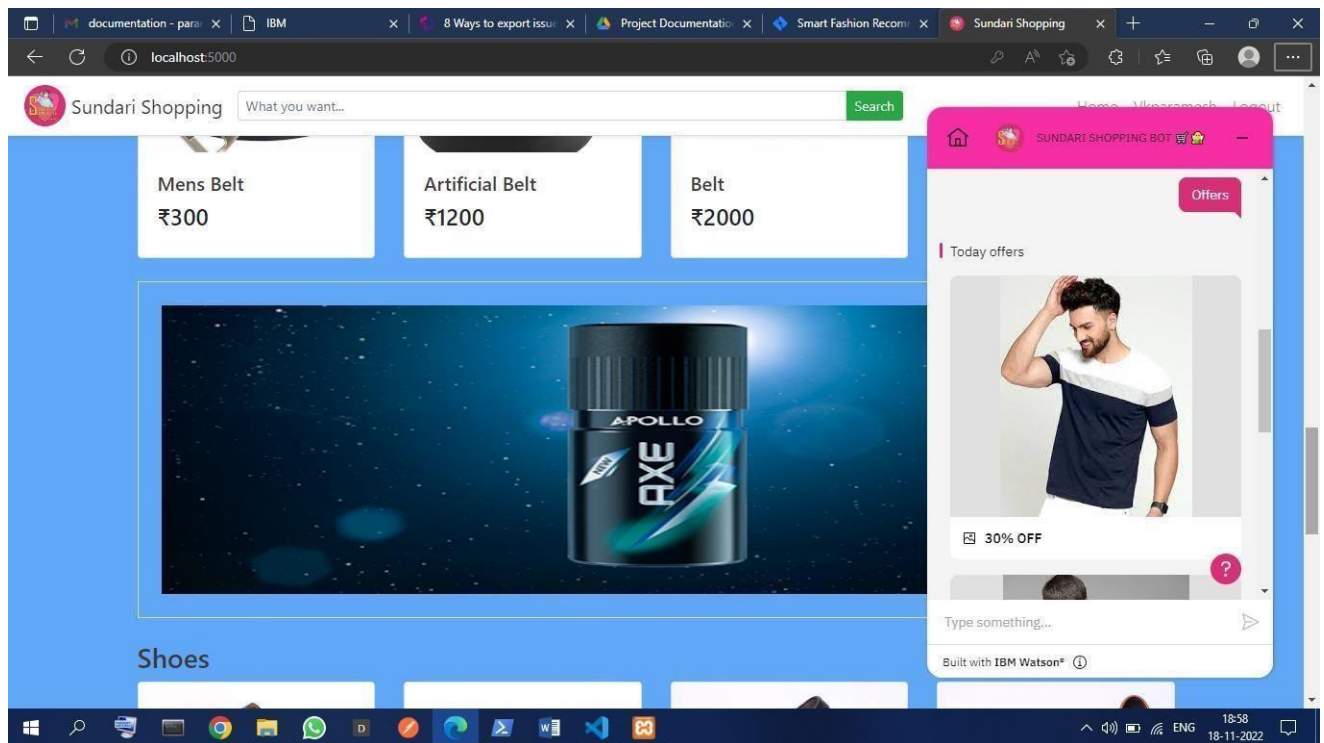 documentation - para
IBM
8 Ways to export issue
Project Documentatio
Smart Fashion Recom
Sundari Shopping
localhost:5000
Sundari Shopping
What you want...
Search
Home Vkparamesh Logout
SUNDARI SHOPPING BOT
Offers
Mens Belt
₹300
Artificial Belt
₹1200
Belt
₹2000
Today offers
APOLLO
AXE
NEW
30% OFF
?
Type something...
Built with IBM Watson®
Shoes
ENG
18:58
18-11-2022